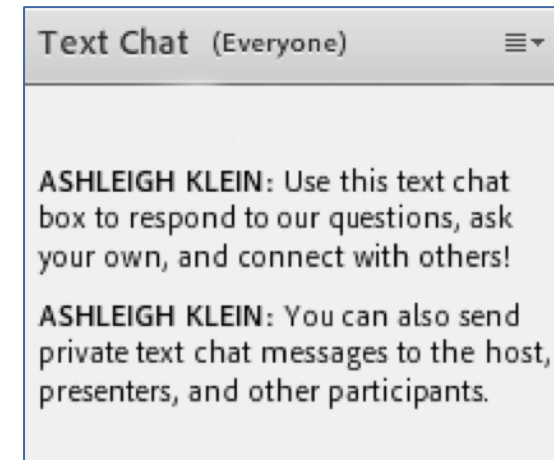 Text Chat (Everyone)
ASHLEIGH KLEIN: Use this text chat
box to respond to our questions, ask
your own, and connect with others!
ASHLEIGH KLEIN: You can also send
private text chat messages to the host,
presenters, and other participants.